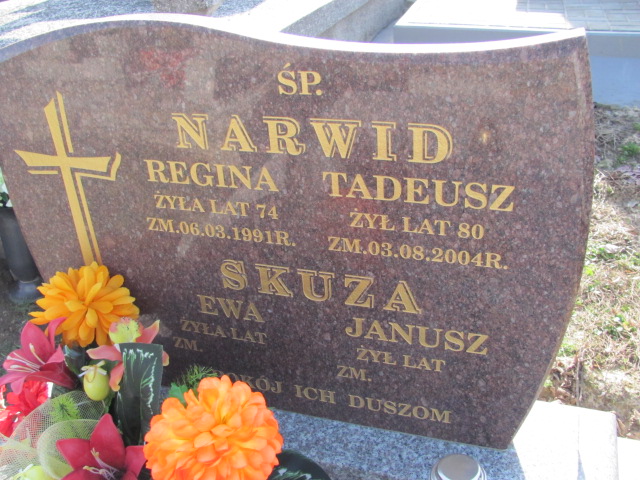 ŚP.
NARWID
REGINA TADEUSZ
ŻYŁA LAT 74 ŻYŁ LAT 80
ZM.06.03.1991R. ZM.03.08.2004R.
SKUZA
EWA JANUSZ
ŻYŁA LAT ŻYŁ LAT
ZM. ZM.
POKÓJ ICH DUSZOM